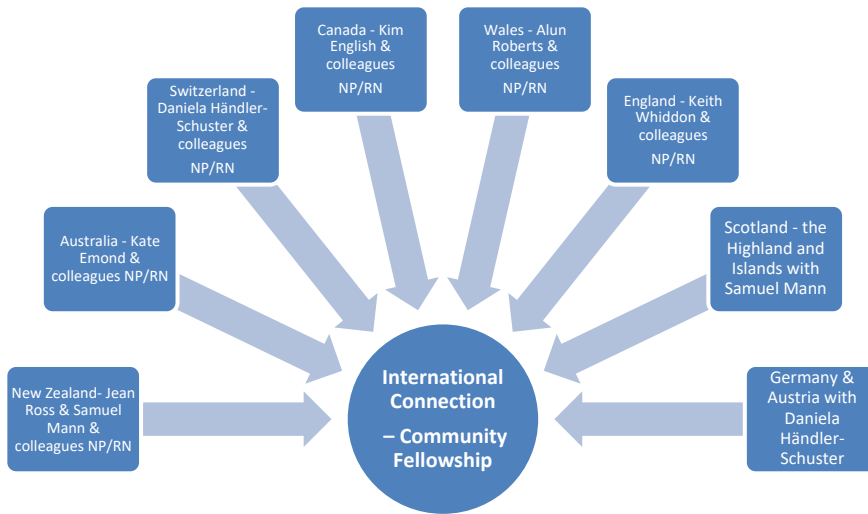 New Zealand- Jean
Ross & Samuel
Mann &
colleagues NP/RN
Australia - Kate
Emond &
colleagues NP/RN
Switzerland -
Daniela Händler-
Schuster &
colleagues
NP/RN
Canada - Kim
English &
colleagues
NP/RN
Wales - Alun
Roberts &
colleagues
NP/RN
England - Keith
Whiddon &
colleagues
NP/RN
Scotland - the
Highland and
Islands with
Samuel Mann
Germany &
Austria with
Daniela
Händler-
Schuster
International
Connection
– Community
Fellowship